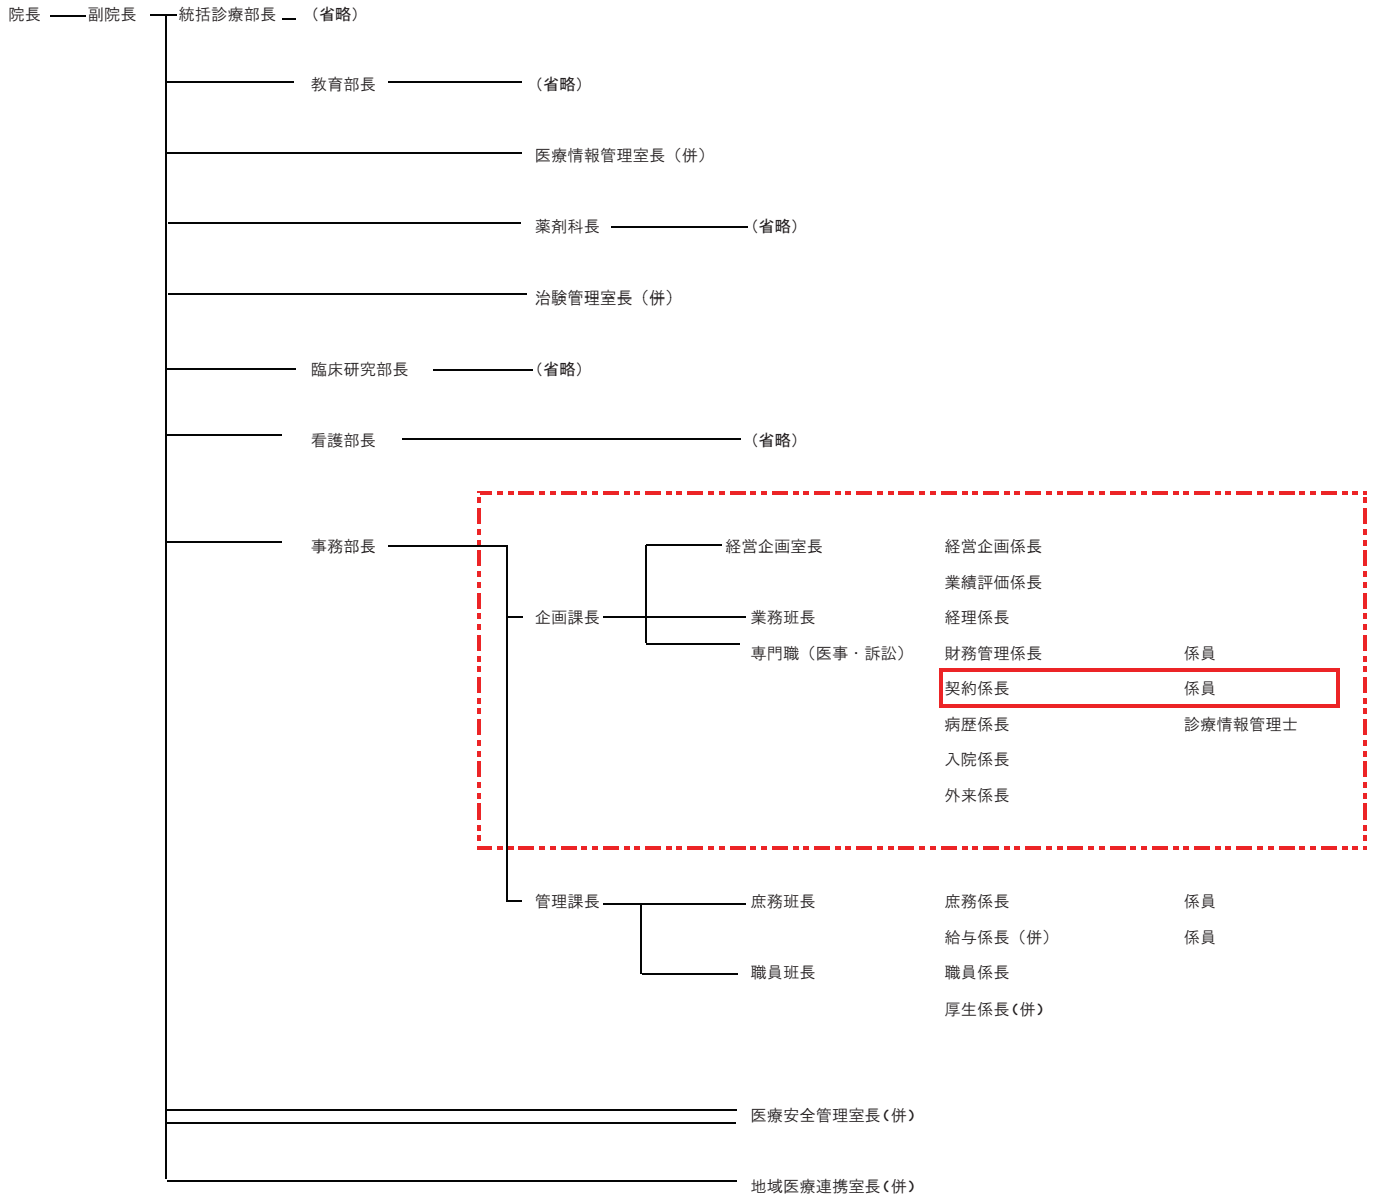 院長 副院長 統括診療部長 （省略）
教育部長 （省略）
医療情報管理室長（併）
薬剤科長 （省略）
治験管理室長（併）
臨床研究部長 （省略）
看護部長 （省略）
事務部長 経営企画室長 経営企画係長
業績評価係長
企画課長 業務班長 経理係長
専門職（医事・訴訟） 財務管理係長 係員
契約係長 係員
病歴係長 診療情報管理士
入院係長
外来係長
管理課長 庶務班長 庶務係長 係員
給与係長（併） 係員
職員班長 職員係長
厚生係長(併)
医療安全管理室長(併)
地域医療連携室長(併)